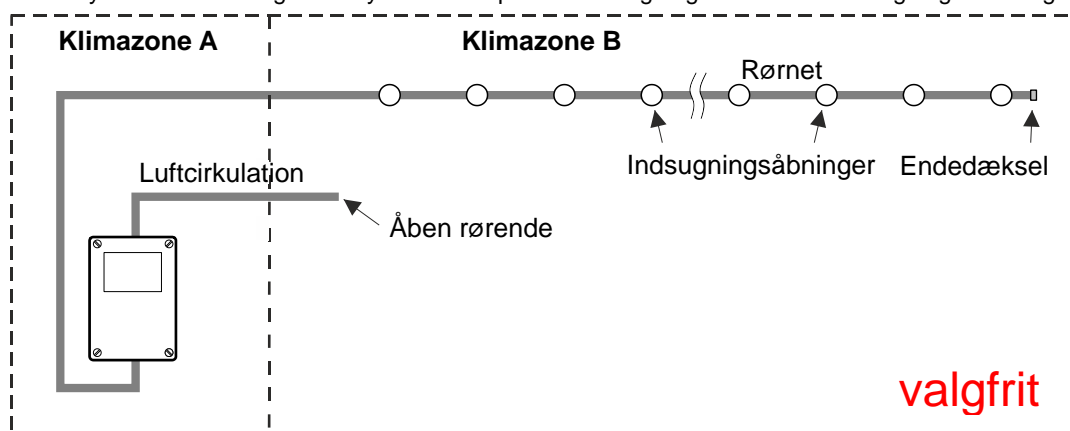 Klimazone A
Klimazone B
Rørnet
Indsugningsåbninger
Endedæksel
Luftcirkulation
Åben rørende
valgfrit